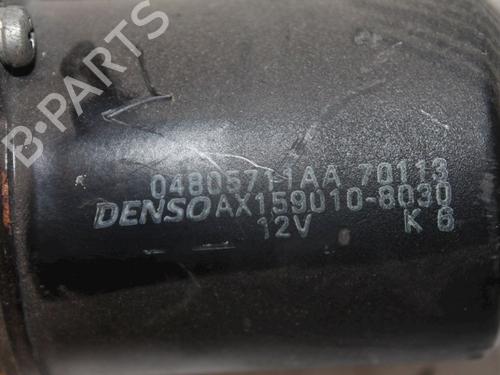 B-PARTS
04805711AA 70113
DENSO AX159010-8030
12V K 6